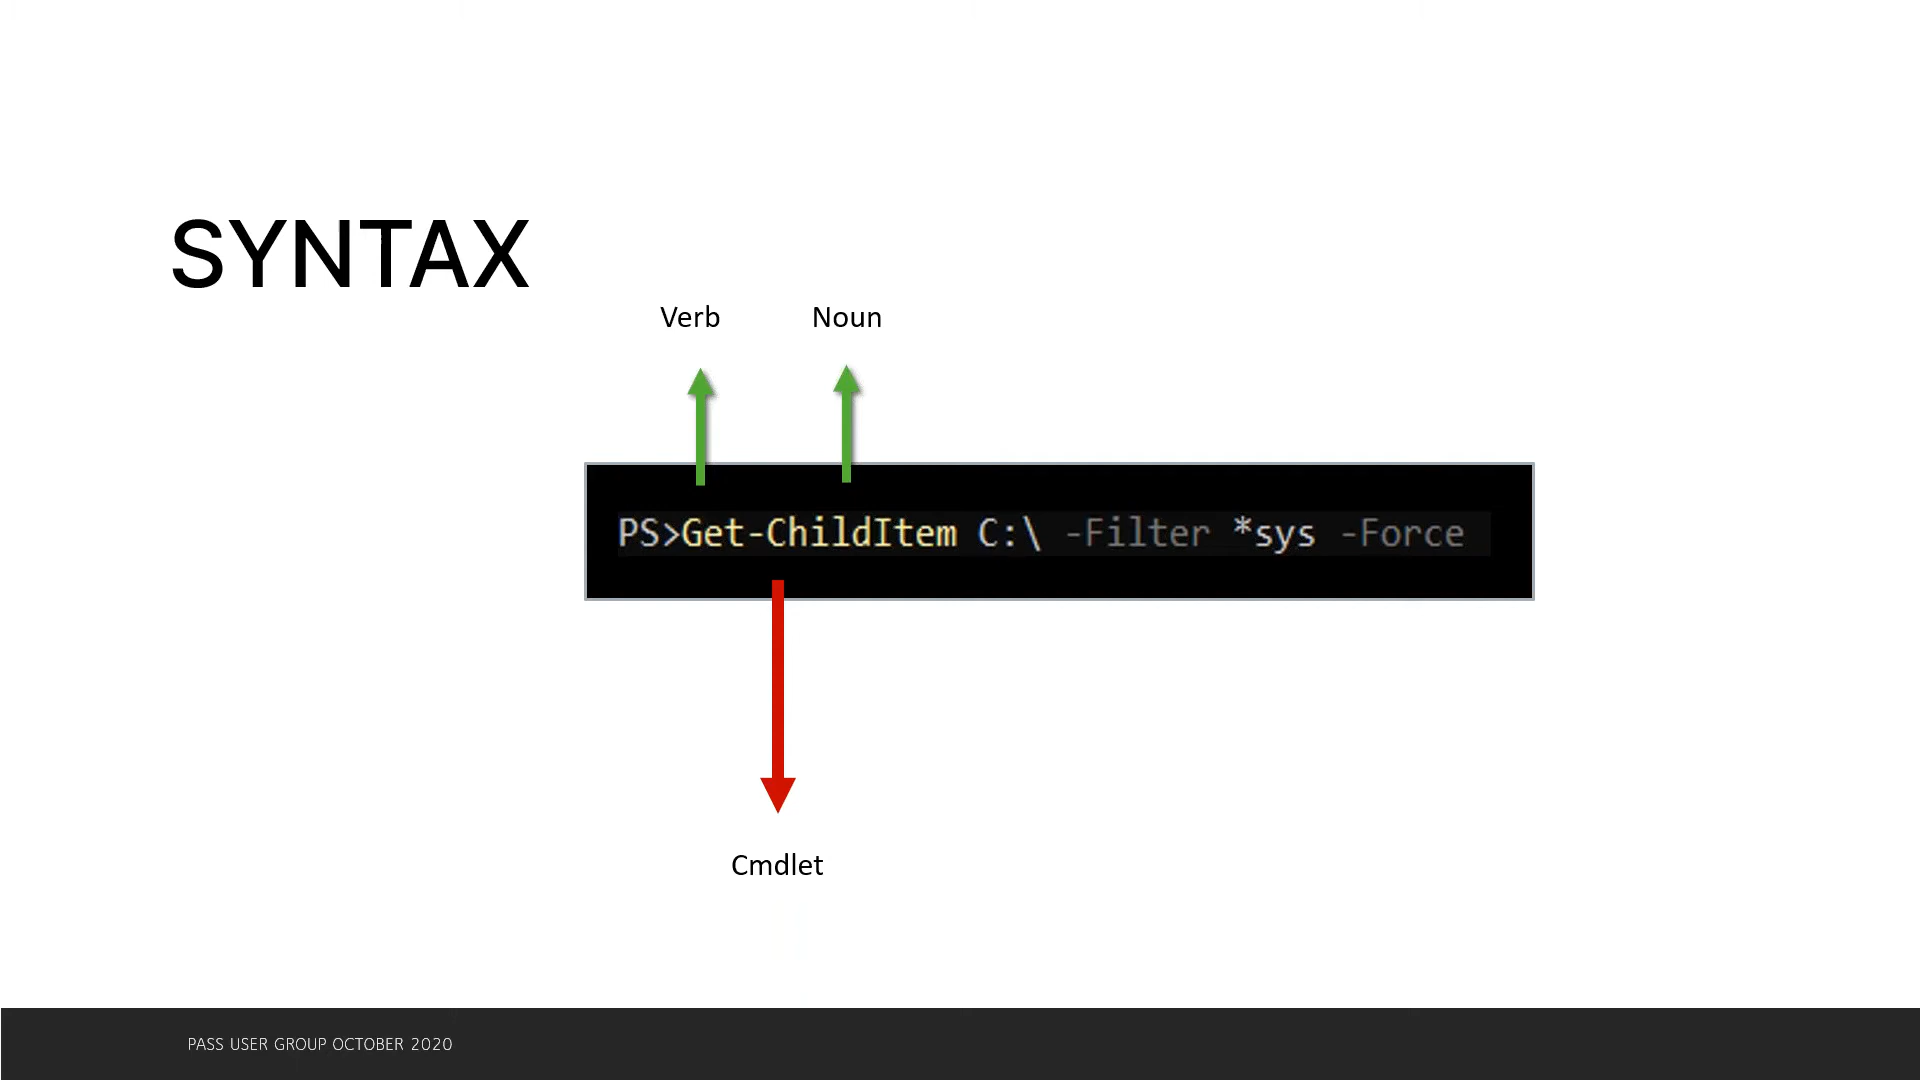 SYNTAX
Verb
Noun
PS>Get-ChildItem C:\ -Filter *sys -Force
Cmdlet
PASS USER GROUP OCTOBER 2020